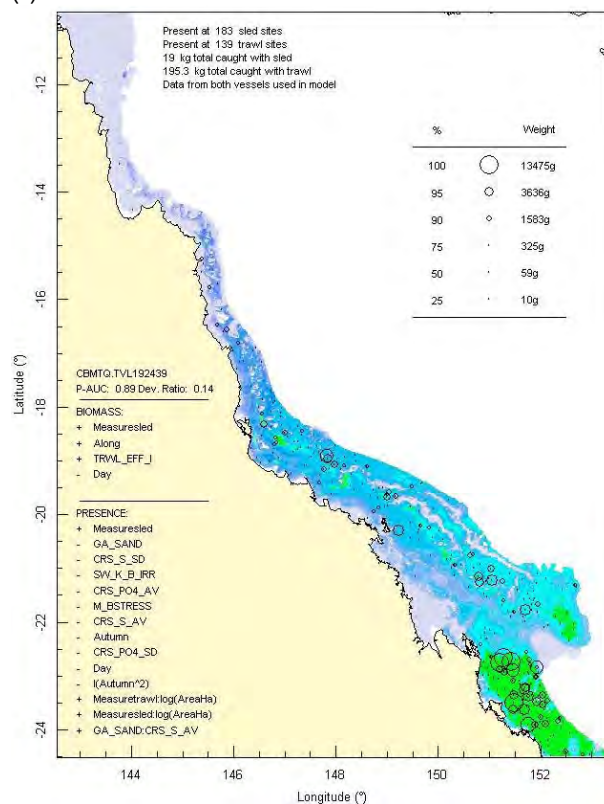 Present at 183 sled sites
Present at 139 trawl sites
19 kg total caught with sled
195.3 kg total caught with trawl
Data from both vessels used in model
% Weight
100 13475g
95 3636g
90 1583g
75 325g
50 59g
25 10g
CBMTQ.TVL192439
P-AUC: 0.89 Dev. Ratio: 0.14
BIOMASS:
+ Measuresled
+ Along
+ TRWL_EFF_I
- Day
PRESENCE:
+ Measuresled
- GA_SAND
- CRS_S_SD
- SW_K_B_IRR
- CRS_PO4_AV
- M_BSTRESS
- CRS_S_AV
- Autumn
- CRS_PO4_SD
- Day
- I(Autumn^2)
+ Measuretrawl:log(AreaHa)
+ Measuresled:log(AreaHa)
+ GA_SAND:CRS_S_AV
Latitude (°)
-12
-14
-16
-18
-20
-22
-24
144 146 148 150 152
Longitude (°)